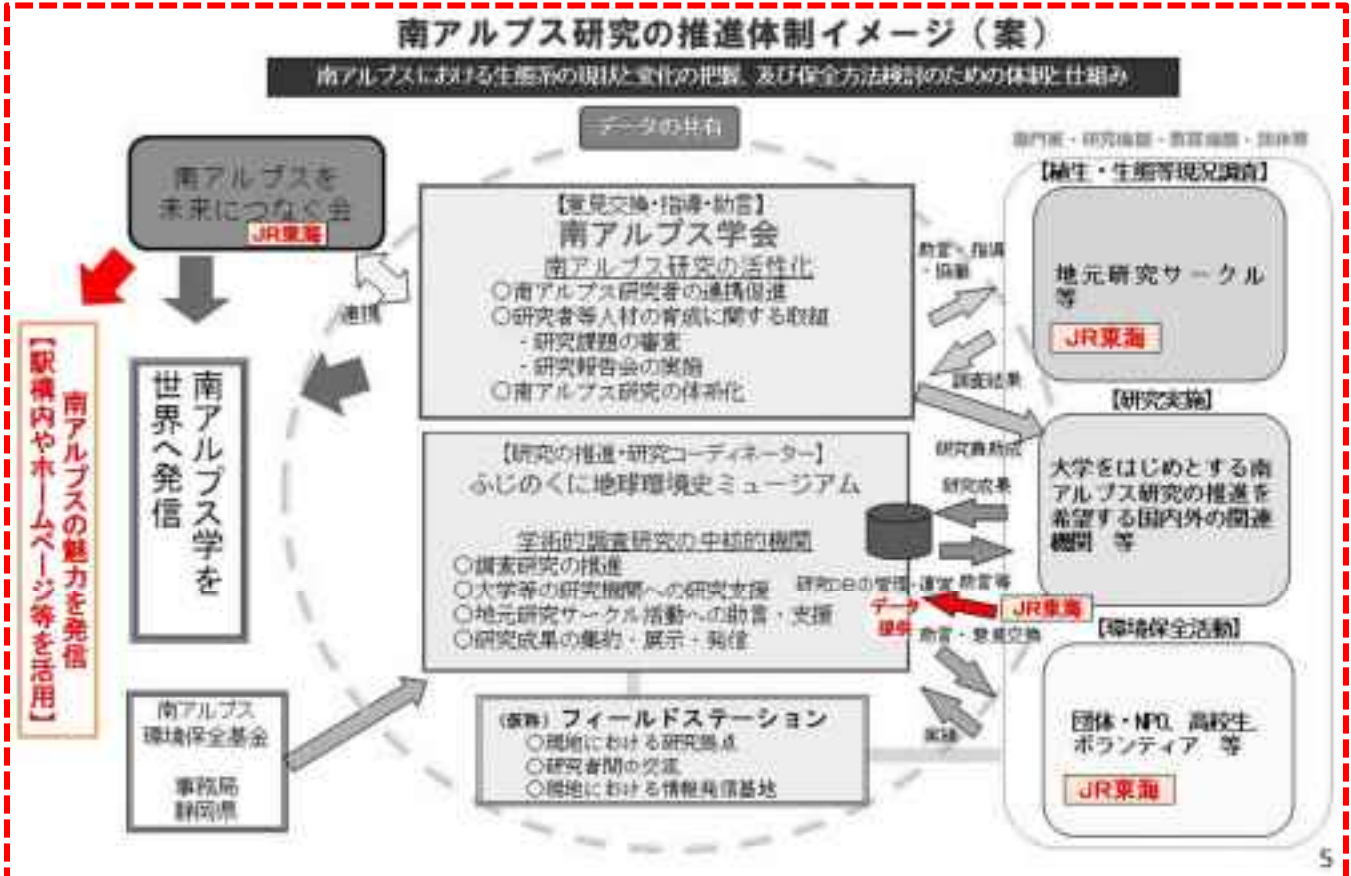 南アルプス研究の推進体制イメージ(案)
南アルプスにおける生態系の現状と変化の把握、及び保全方法検討のための体制と仕組み
データの共有
専門家・研究機関・教育機関・団体等
南アルプスを
未来につなぐ会
JR東海
連携
【駅構内やホームページ等を活用】
南アルプスの魅力を発信
南アルプス学を
世界へ発信
南アルプス
環境保全基金
事務局
静岡県
【意見交換・指導・助言】
南アルプス学会
南アルプス研究の活性化
○南アルプス研究者の連携促進
○研究者等人材の育成に関する取組
・研究課題の審査
・研究報告会の実施
○南アルプス研究の体系化
【研究の推進・研究コーディネーター】
ふじのくに地球環境史ミュージアム
学術的調査研究の中核的機関
○調査研究の推進
○大学等の研究機関への研究支援
○地元研究サークル活動への助言・支援
○研究成果の集約・展示・発信
(仮称)フィールドステーション
○現地における研究拠点
○研究者間の交流
○現地における情報発信基地
助言・指導
・協働
調査結果
研究費助成
研究成果
研究DBの管理・運営
助言等
データ
提供
JR東海
助言・意見交換
実績
【植生・生態等現況調査】
地元研究サークル
等
JR東海
【研究実施】
大学をはじめとする南
アルプス研究の推進を
希望する国内外の関連
機関 等
【環境保全活動】
団体・NPO、高校生、
ボランティア 等
JR東海
5